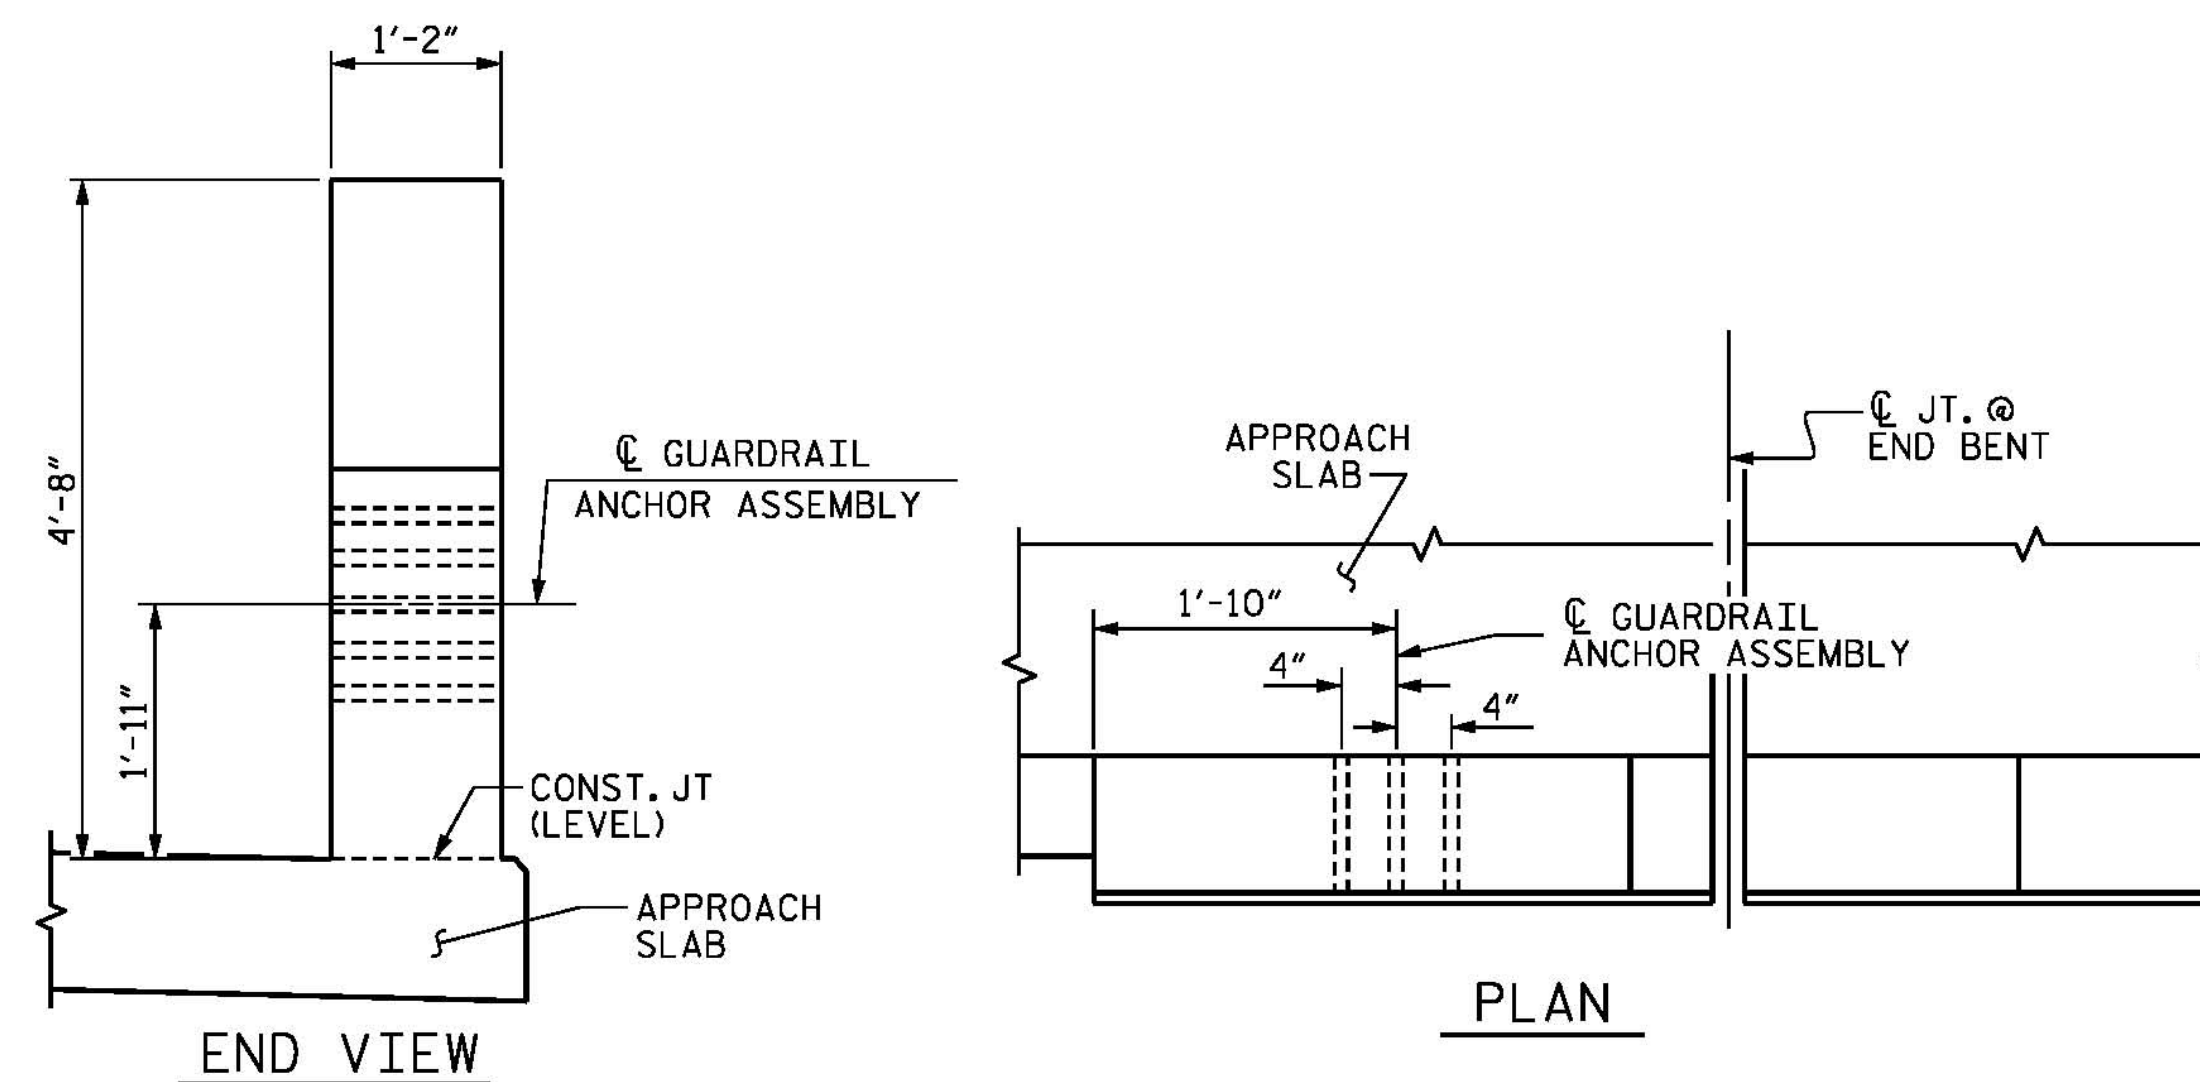 1'-2"
4'-8"
℄ GUARDRAIL
ANCHOR ASSEMBLY
1'-11"
CONST. JT
(LEVEL)
APPROACH
SLAB
END VIEW
℄ JT. @
END BENT
APPROACH
SLAB
1'-10"
℄ GUARDRAIL
ANCHOR ASSEMBLY
4"
4"
PLAN